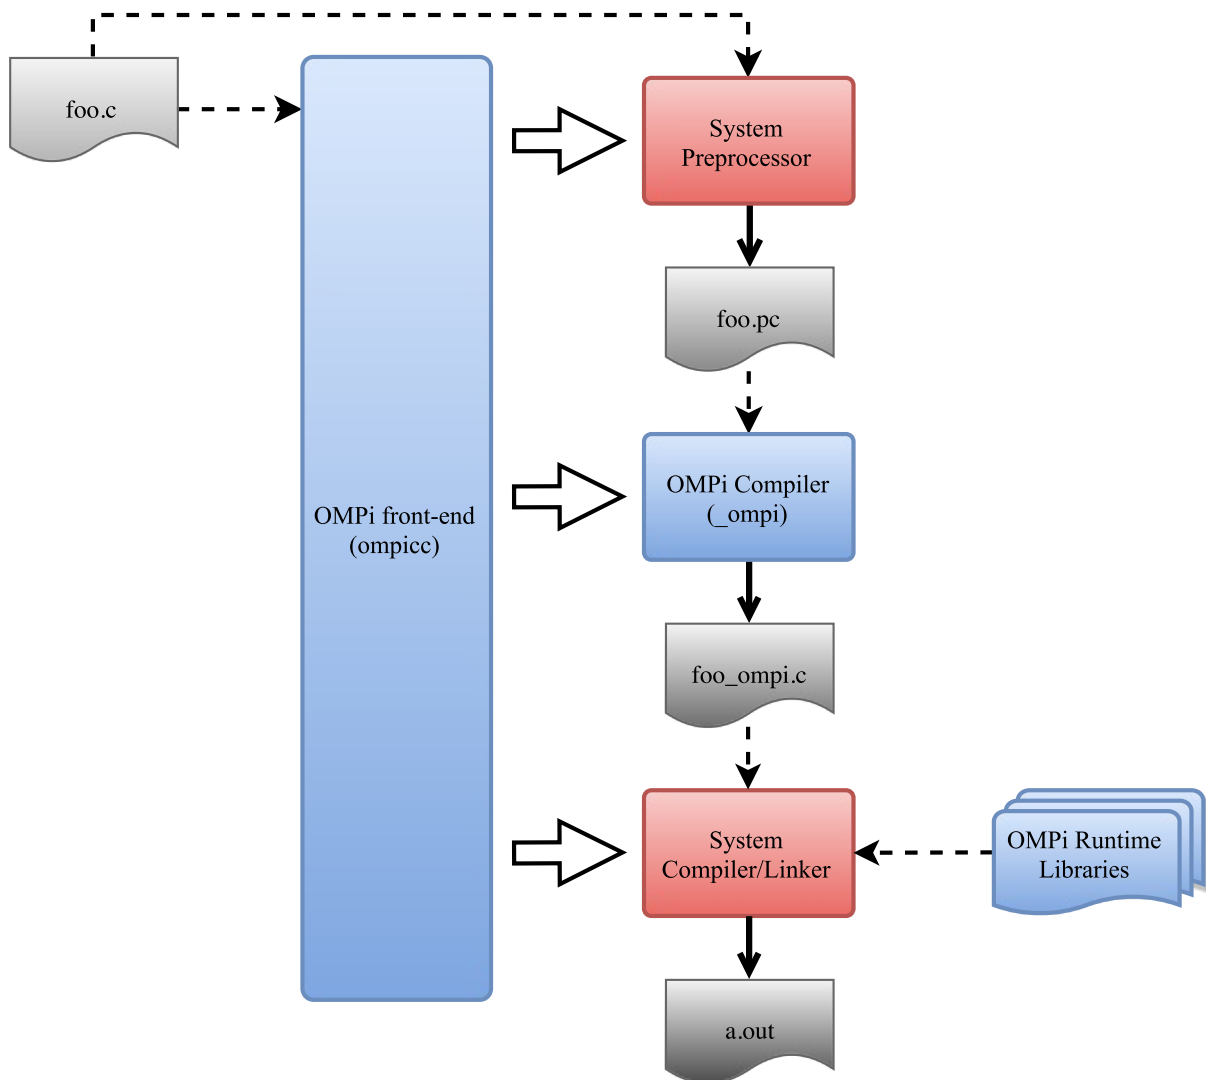 foo.c
System
Preprocessor
foo.pc
OMPi Compiler
(_ompi)
OMPi front-end
(ompicc)
foo_ompi.c
System
Compiler/Linker
OMPi Runtime
Libraries
a.out